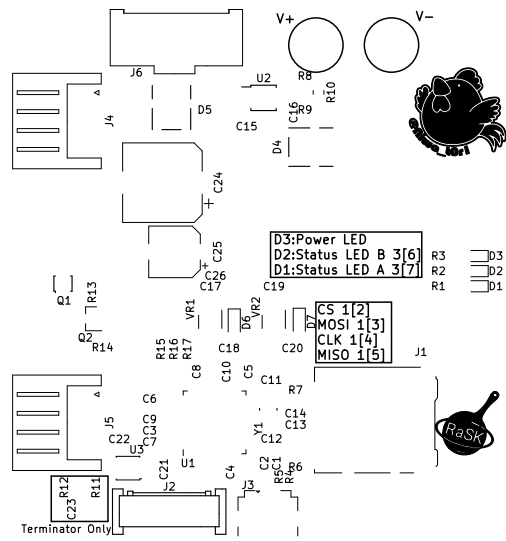 V+ V-
J6
U2
R8
R10
D5
R9
C16
C15
J4
D4
C24
C25
C26
C17
C19
D3:Power LED
D2:Status LED B 3[6]
D1:Status LED A 3[7]
R3 D3
R2 D2
R1 D1
Q1
R13
Q2
R14
VR1
D6
VR2
D7
CS 1[2]
MOSI 1[3]
CLK 1[4]
MISO 1[5]
R15
R16
R17
C18
C20
J1
C8
C10
C5
C11
R7
C6
J5
C9
C3
C7
C22
U3
C14
C13
Y1
C12
RaSK
U1
C21
C4
C2
C1
R6
R5
R4
J2
J3
R12
R11
C23
Terminator Only